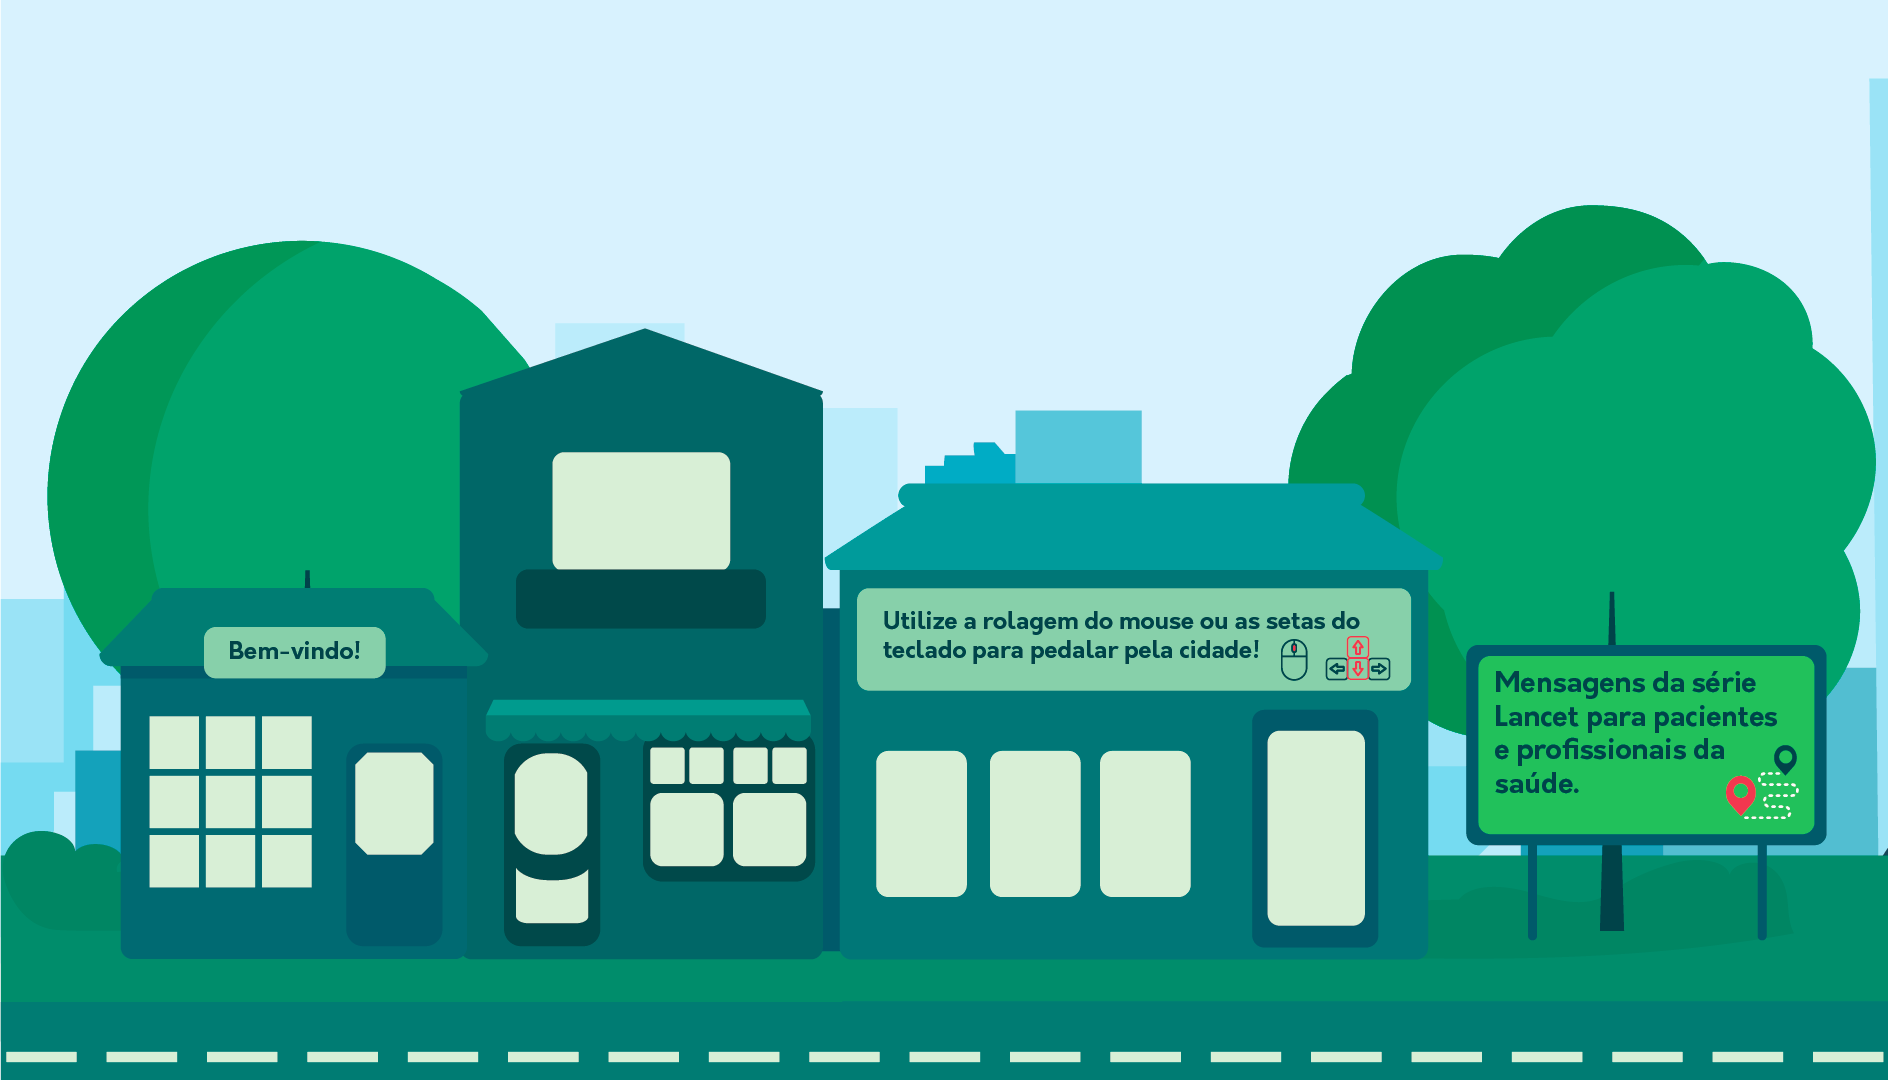 Bem-vindo!
Utilize a rolagem do mouse ou as setas do
teclado para pedalar pela cidade!
Mensagens da série
Lancet para pacientes
e profissionais da
saúde.